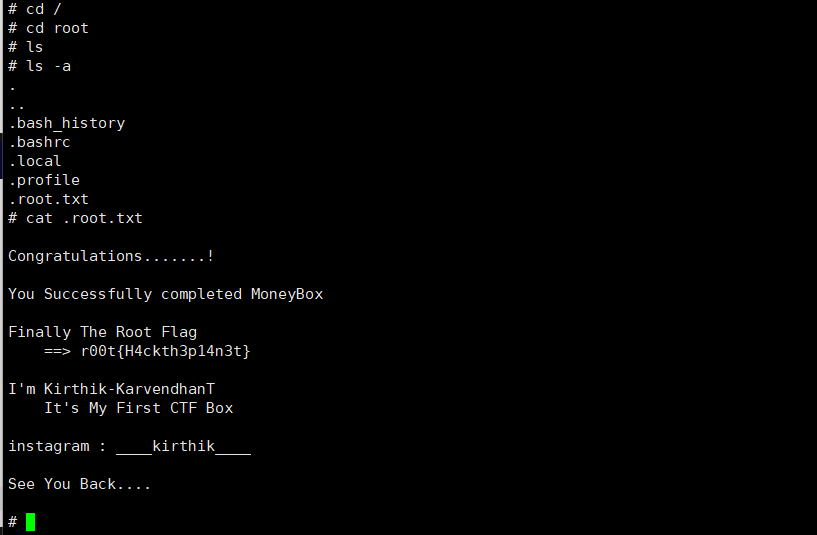 # cd /
# cd root
# ls
# ls -a
.
..
.bash_history
.bashrc
.local
.profile
.root.txt
# cat .root.txt
Congratulations.......!
You Successfully completed MoneyBox
Finally The Root Flag
    ==> r00t{H4ckth3p14n3t}
I'm Kirthik-KarvendhanT
    It's My First CTF Box
instagram : ____kirthik____
See You Back....
#